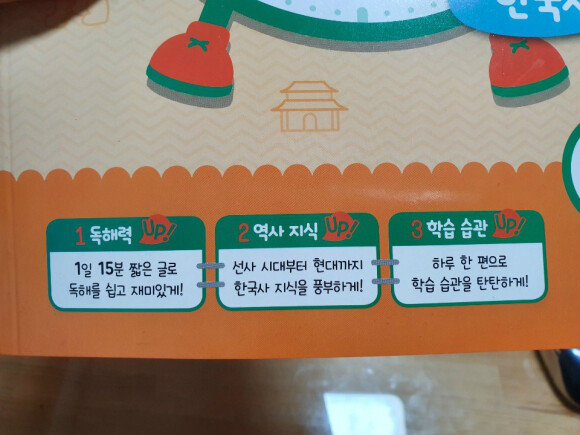 한국사
1 독해력 UP!
1일 15분 짧은 글로
독해를 쉽고 재미있게!
2 역사 지식 UP!
선사 시대부터 현대까지
한국사 지식을 풍부하게!
3 학습 습관 UP!
하루 한 편으로
학습 습관을 탄탄하게!